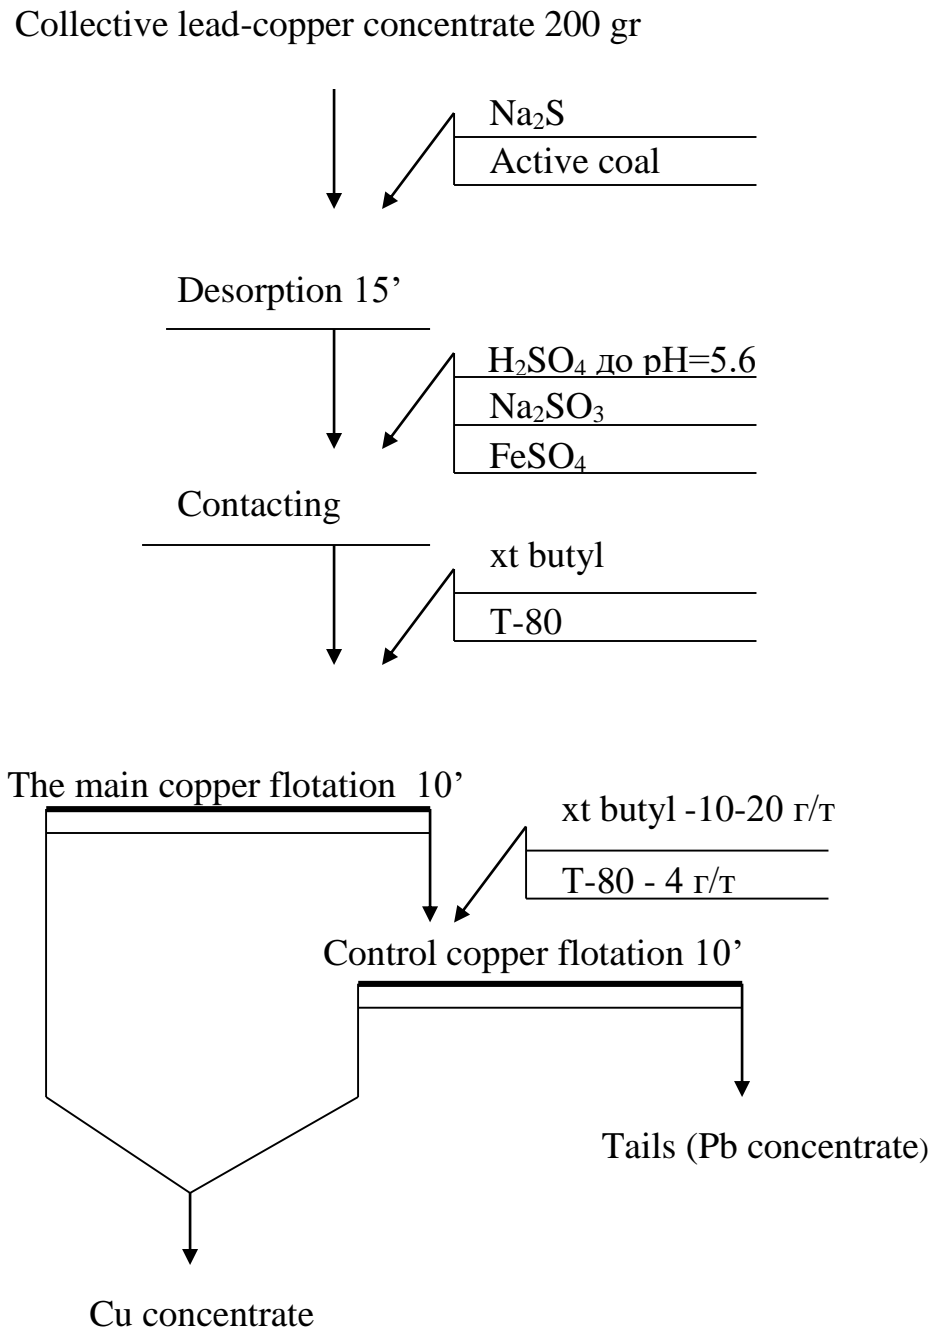 Collective lead-copper concentrate 200 gr
Na₂S
Active coal
Desorption 15’
H₂SO₄ до pH=5.6
Na₂SO₃
FeSO₄
Contacting
xt butyl
T-80
The main copper flotation 10’
xt butyl -10-20 г/т
T-80 - 4 г/т
Control copper flotation 10’
Tails (Pb concentrate)
Cu concentrate